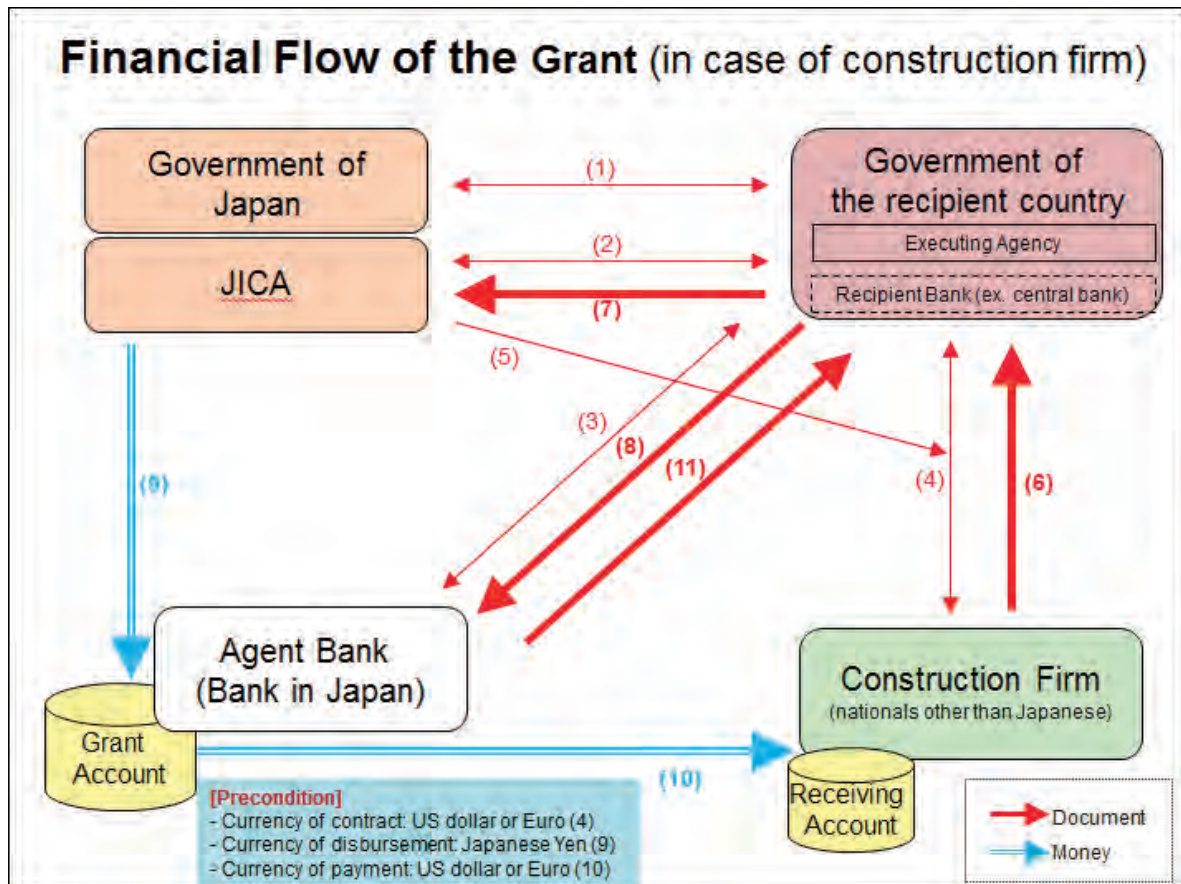 Financial Flow of the Grant (in case of construction firm)
Government of
Japan
JICA
(1)
(2)
(7)
Government of
the recipient country
Executing Agency
Recipient Bank (ex. central bank)
(5)
(3)
(8)
(11)
(4)
(6)
(9)
Agent Bank
(Bank in Japan)
Construction Firm
(nationals other than Japanese)
Grant
Account
(10)
Receiving
Account
[Precondition]
- Currency of contract: US dollar or Euro (4)
- Currency of disbursement: Japanese Yen (9)
- Currency of payment: US dollar or Euro (10)
Document
Money